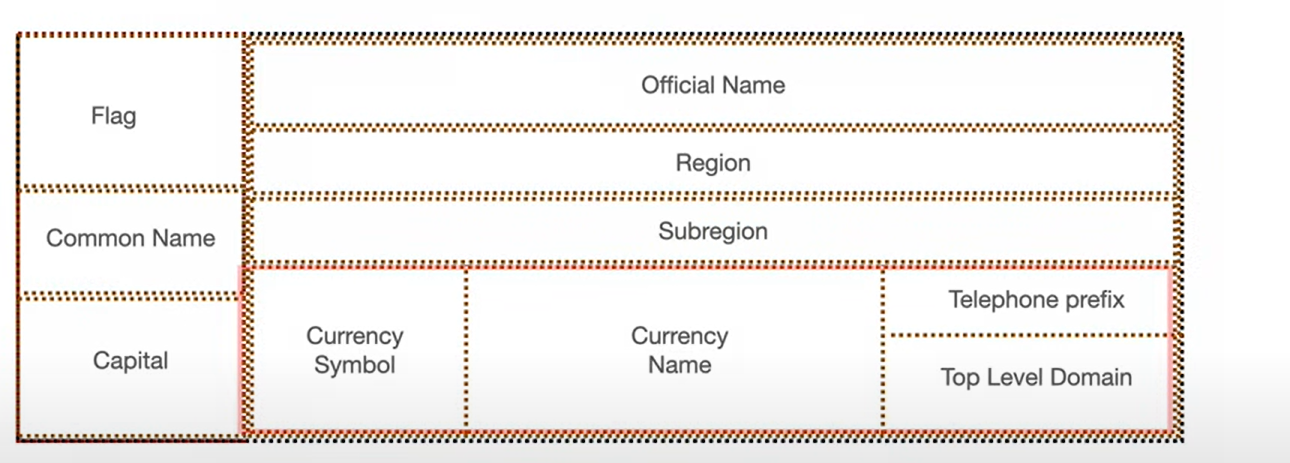 Flag
Common Name
Capital
Official Name
Region
Subregion
Currency
Symbol
Currency
Name
Telephone prefix
Top Level Domain